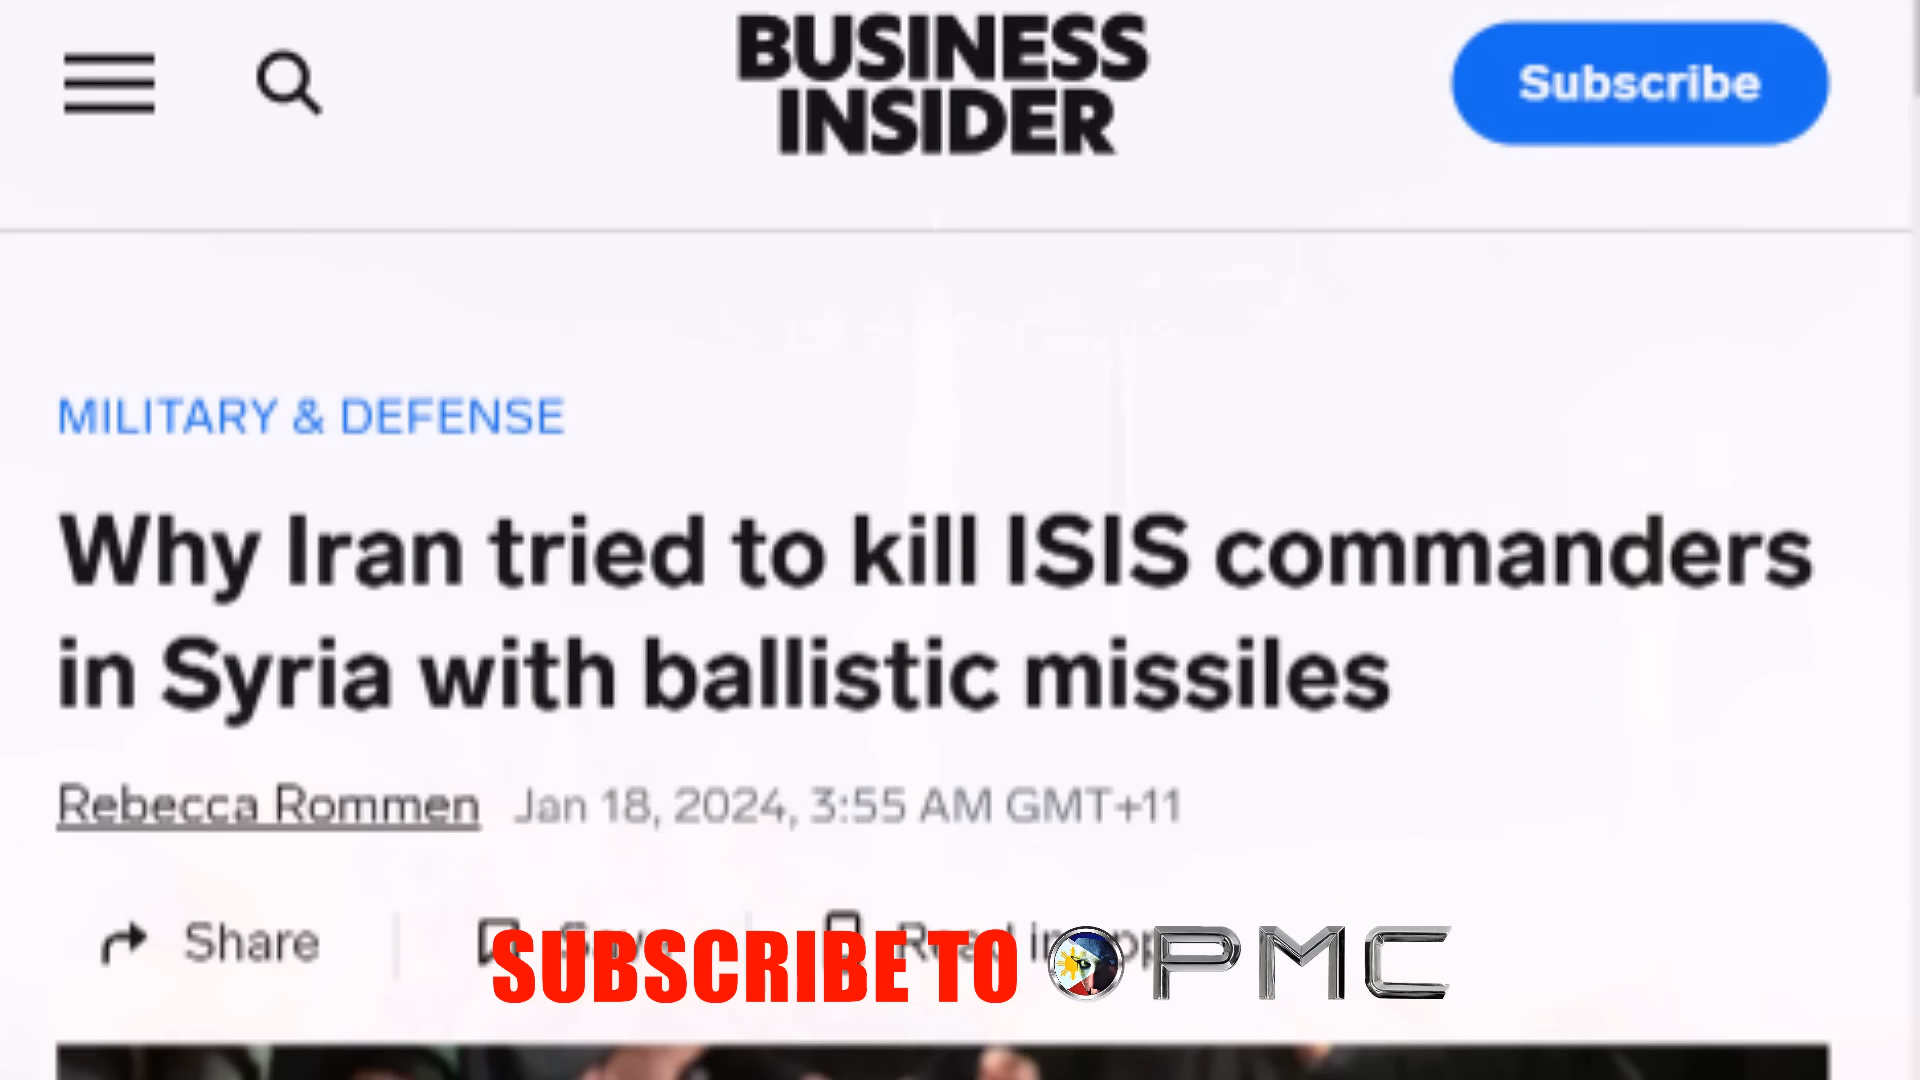 BUSINESS
INSIDER
Subscribe
MILITARY & DEFENSE
Why Iran tried to kill ISIS commanders
in Syria with ballistic missiles
Rebecca Rommen Jan 18, 2024, 3:55 AM GMT+11
Share
SUBSCRIBE TO PMC